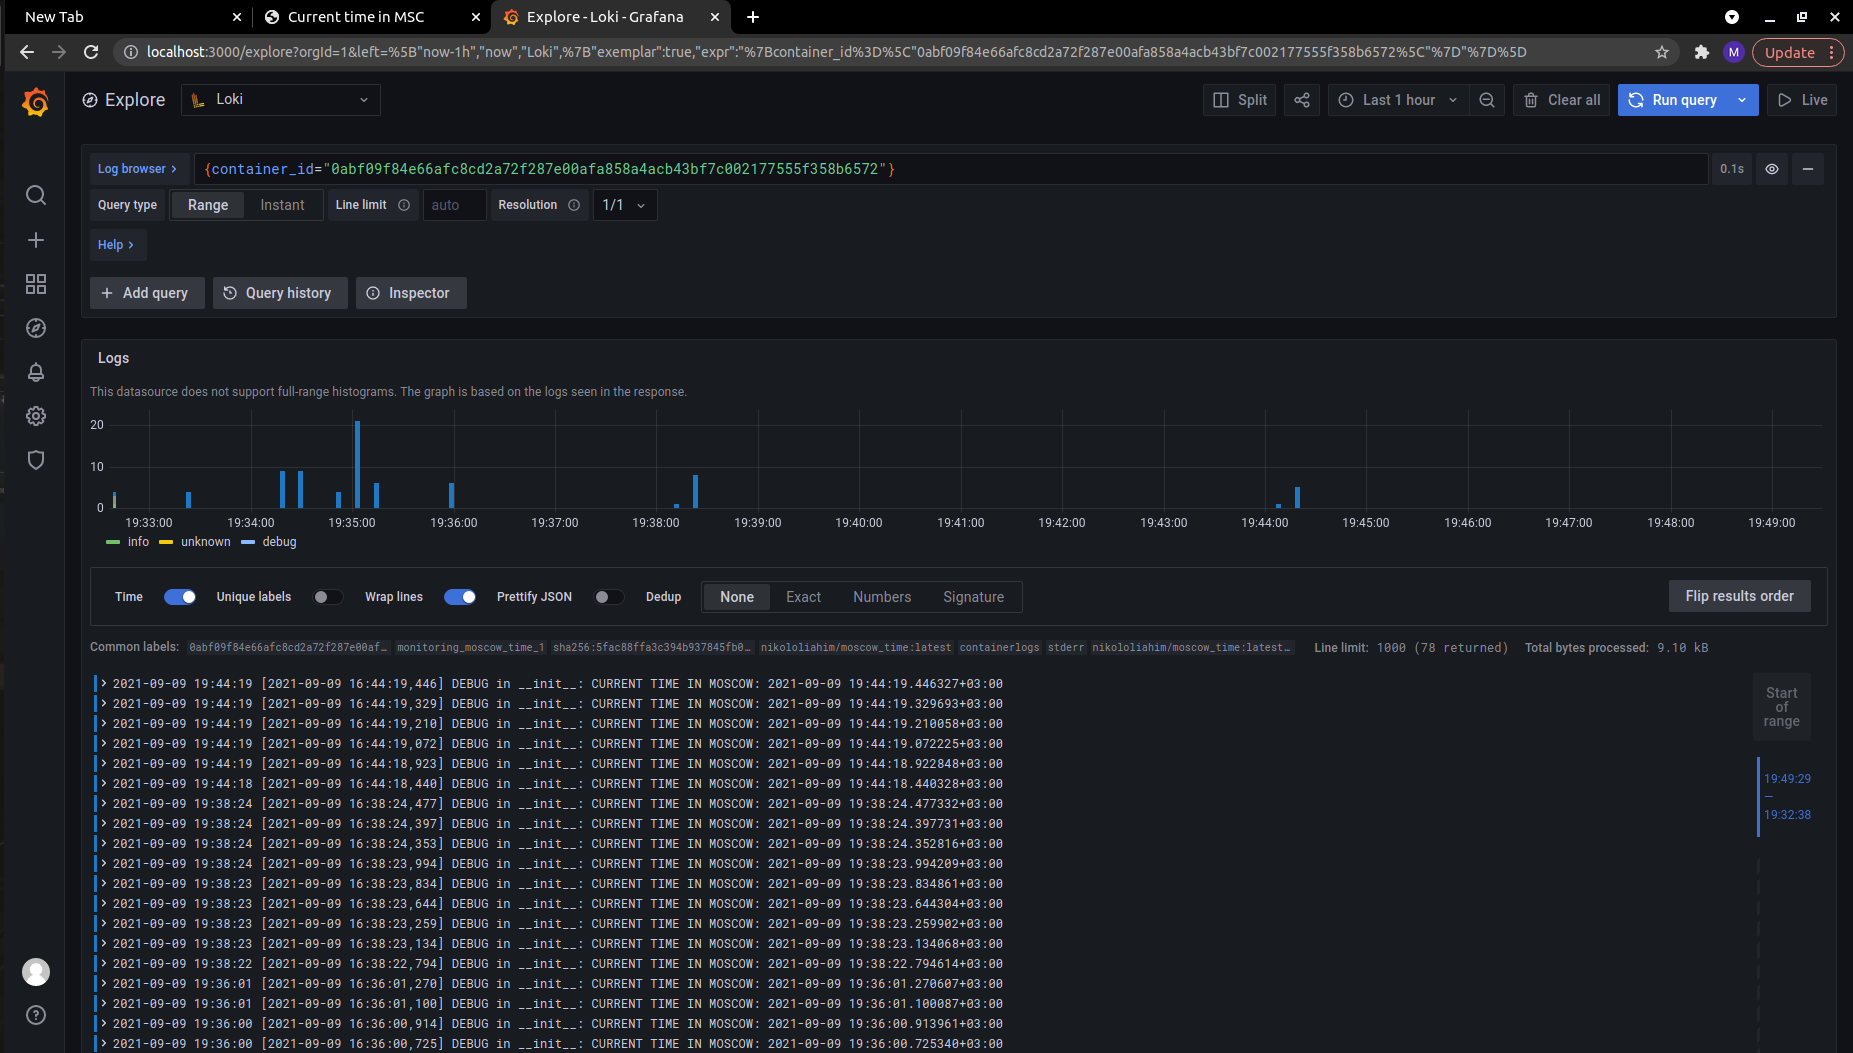 New Tab
Current time in MSC
Explore - Loki - Grafana
localhost:3000/explore?orgId=1&left=%5B"now-1h","now","Loki",%7B"exemplar":true,"expr":"%7Bcontainer_id%3D%5C"0abf09f84e66afc8cd2a72f287e00afa858a4acb43bf7c002177555f358b6572%5C"%7D"%7D%5D
M
Update
Explore
Loki
Split
Last 1 hour
Clear all
Run query
Live
Log browser
{container_id="0abf09f84e66afc8cd2a72f287e00afa858a4acb43bf7c002177555f358b6572"}
0.1s
Query type
Range
Instant
Line limit
auto
Resolution
1/1
Help
Add query
Query history
Inspector
Logs
This datasource does not support full-range histograms. The graph is based on the logs seen in the response.
20
10
0
19:33:00 19:34:00 19:35:00 19:36:00 19:37:00 19:38:00 19:39:00 19:40:00 19:41:00 19:42:00 19:43:00 19:44:00 19:45:00 19:46:00 19:47:00 19:48:00 19:49:00
info unknown debug
Time
Unique labels
Wrap lines
Prettify JSON
Dedup
None
Exact
Numbers
Signature
Flip results order
Common labels: 0abf09f84e66afc8cd2a72f287e00af… monitoring_moscow_time_1 sha256:5fac88ffa3c394b937845fb0… nikololiahim/moscow_time:latest containerlogs stderr nikololiahim/moscow_time:latest… Line limit: 1000 (78 returned) Total bytes processed: 9.10 kB
2021-09-09 19:44:19 [2021-09-09 16:44:19,446] DEBUG in __init__: CURRENT TIME IN MOSCOW: 2021-09-09 19:44:19.446327+03:00
2021-09-09 19:44:19 [2021-09-09 16:44:19,329] DEBUG in __init__: CURRENT TIME IN MOSCOW: 2021-09-09 19:44:19.329693+03:00
2021-09-09 19:44:19 [2021-09-09 16:44:19,210] DEBUG in __init__: CURRENT TIME IN MOSCOW: 2021-09-09 19:44:19.210058+03:00
2021-09-09 19:44:19 [2021-09-09 16:44:19,072] DEBUG in __init__: CURRENT TIME IN MOSCOW: 2021-09-09 19:44:19.072225+03:00
2021-09-09 19:44:19 [2021-09-09 16:44:18,923] DEBUG in __init__: CURRENT TIME IN MOSCOW: 2021-09-09 19:44:18.922848+03:00
2021-09-09 19:44:18 [2021-09-09 16:44:18,440] DEBUG in __init__: CURRENT TIME IN MOSCOW: 2021-09-09 19:44:18.440328+03:00
2021-09-09 19:38:24 [2021-09-09 16:38:24,477] DEBUG in __init__: CURRENT TIME IN MOSCOW: 2021-09-09 19:38:24.477332+03:00
2021-09-09 19:38:24 [2021-09-09 16:38:24,397] DEBUG in __init__: CURRENT TIME IN MOSCOW: 2021-09-09 19:38:24.397731+03:00
2021-09-09 19:38:24 [2021-09-09 16:38:24,353] DEBUG in __init__: CURRENT TIME IN MOSCOW: 2021-09-09 19:38:24.352816+03:00
2021-09-09 19:38:24 [2021-09-09 16:38:23,994] DEBUG in __init__: CURRENT TIME IN MOSCOW: 2021-09-09 19:38:23.994209+03:00
2021-09-09 19:38:23 [2021-09-09 16:38:23,834] DEBUG in __init__: CURRENT TIME IN MOSCOW: 2021-09-09 19:38:23.834861+03:00
2021-09-09 19:38:23 [2021-09-09 16:38:23,644] DEBUG in __init__: CURRENT TIME IN MOSCOW: 2021-09-09 19:38:23.644304+03:00
2021-09-09 19:38:23 [2021-09-09 16:38:23,259] DEBUG in __init__: CURRENT TIME IN MOSCOW: 2021-09-09 19:38:23.259902+03:00
2021-09-09 19:38:23 [2021-09-09 16:38:23,134] DEBUG in __init__: CURRENT TIME IN MOSCOW: 2021-09-09 19:38:23.134068+03:00
2021-09-09 19:38:22 [2021-09-09 16:38:22,794] DEBUG in __init__: CURRENT TIME IN MOSCOW: 2021-09-09 19:38:22.794614+03:00
2021-09-09 19:36:01 [2021-09-09 16:36:01,270] DEBUG in __init__: CURRENT TIME IN MOSCOW: 2021-09-09 19:36:01.270607+03:00
2021-09-09 19:36:01 [2021-09-09 16:36:01,100] DEBUG in __init__: CURRENT TIME IN MOSCOW: 2021-09-09 19:36:01.100087+03:00
2021-09-09 19:36:00 [2021-09-09 16:36:00,914] DEBUG in __init__: CURRENT TIME IN MOSCOW: 2021-09-09 19:36:00.913961+03:00
2021-09-09 19:36:00 [2021-09-09 16:36:00,725] DEBUG in __init__: CURRENT TIME IN MOSCOW: 2021-09-09 19:36:00.725340+03:00
Start
of
range
19:49:29
—
19:32:38